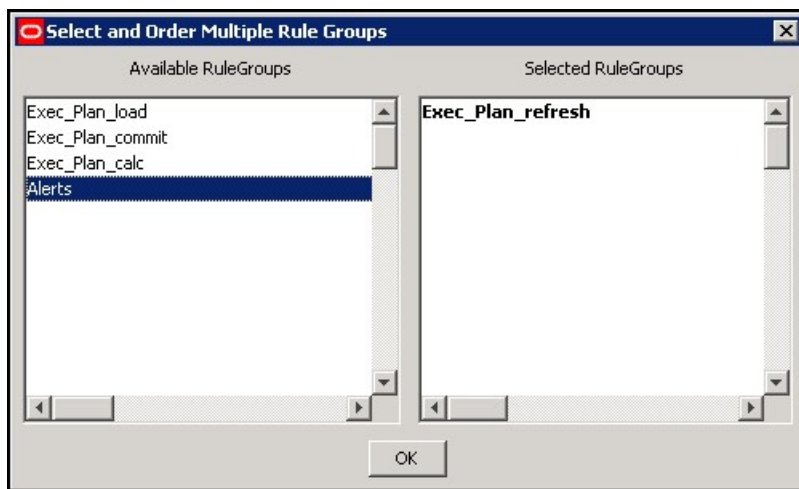 Select and Order Multiple Rule Groups
Available RuleGroups
Selected RuleGroups
Exec_Plan_load
Exec_Plan_commit
Exec_Plan_calc
Alerts
Exec_Plan_refresh
OK